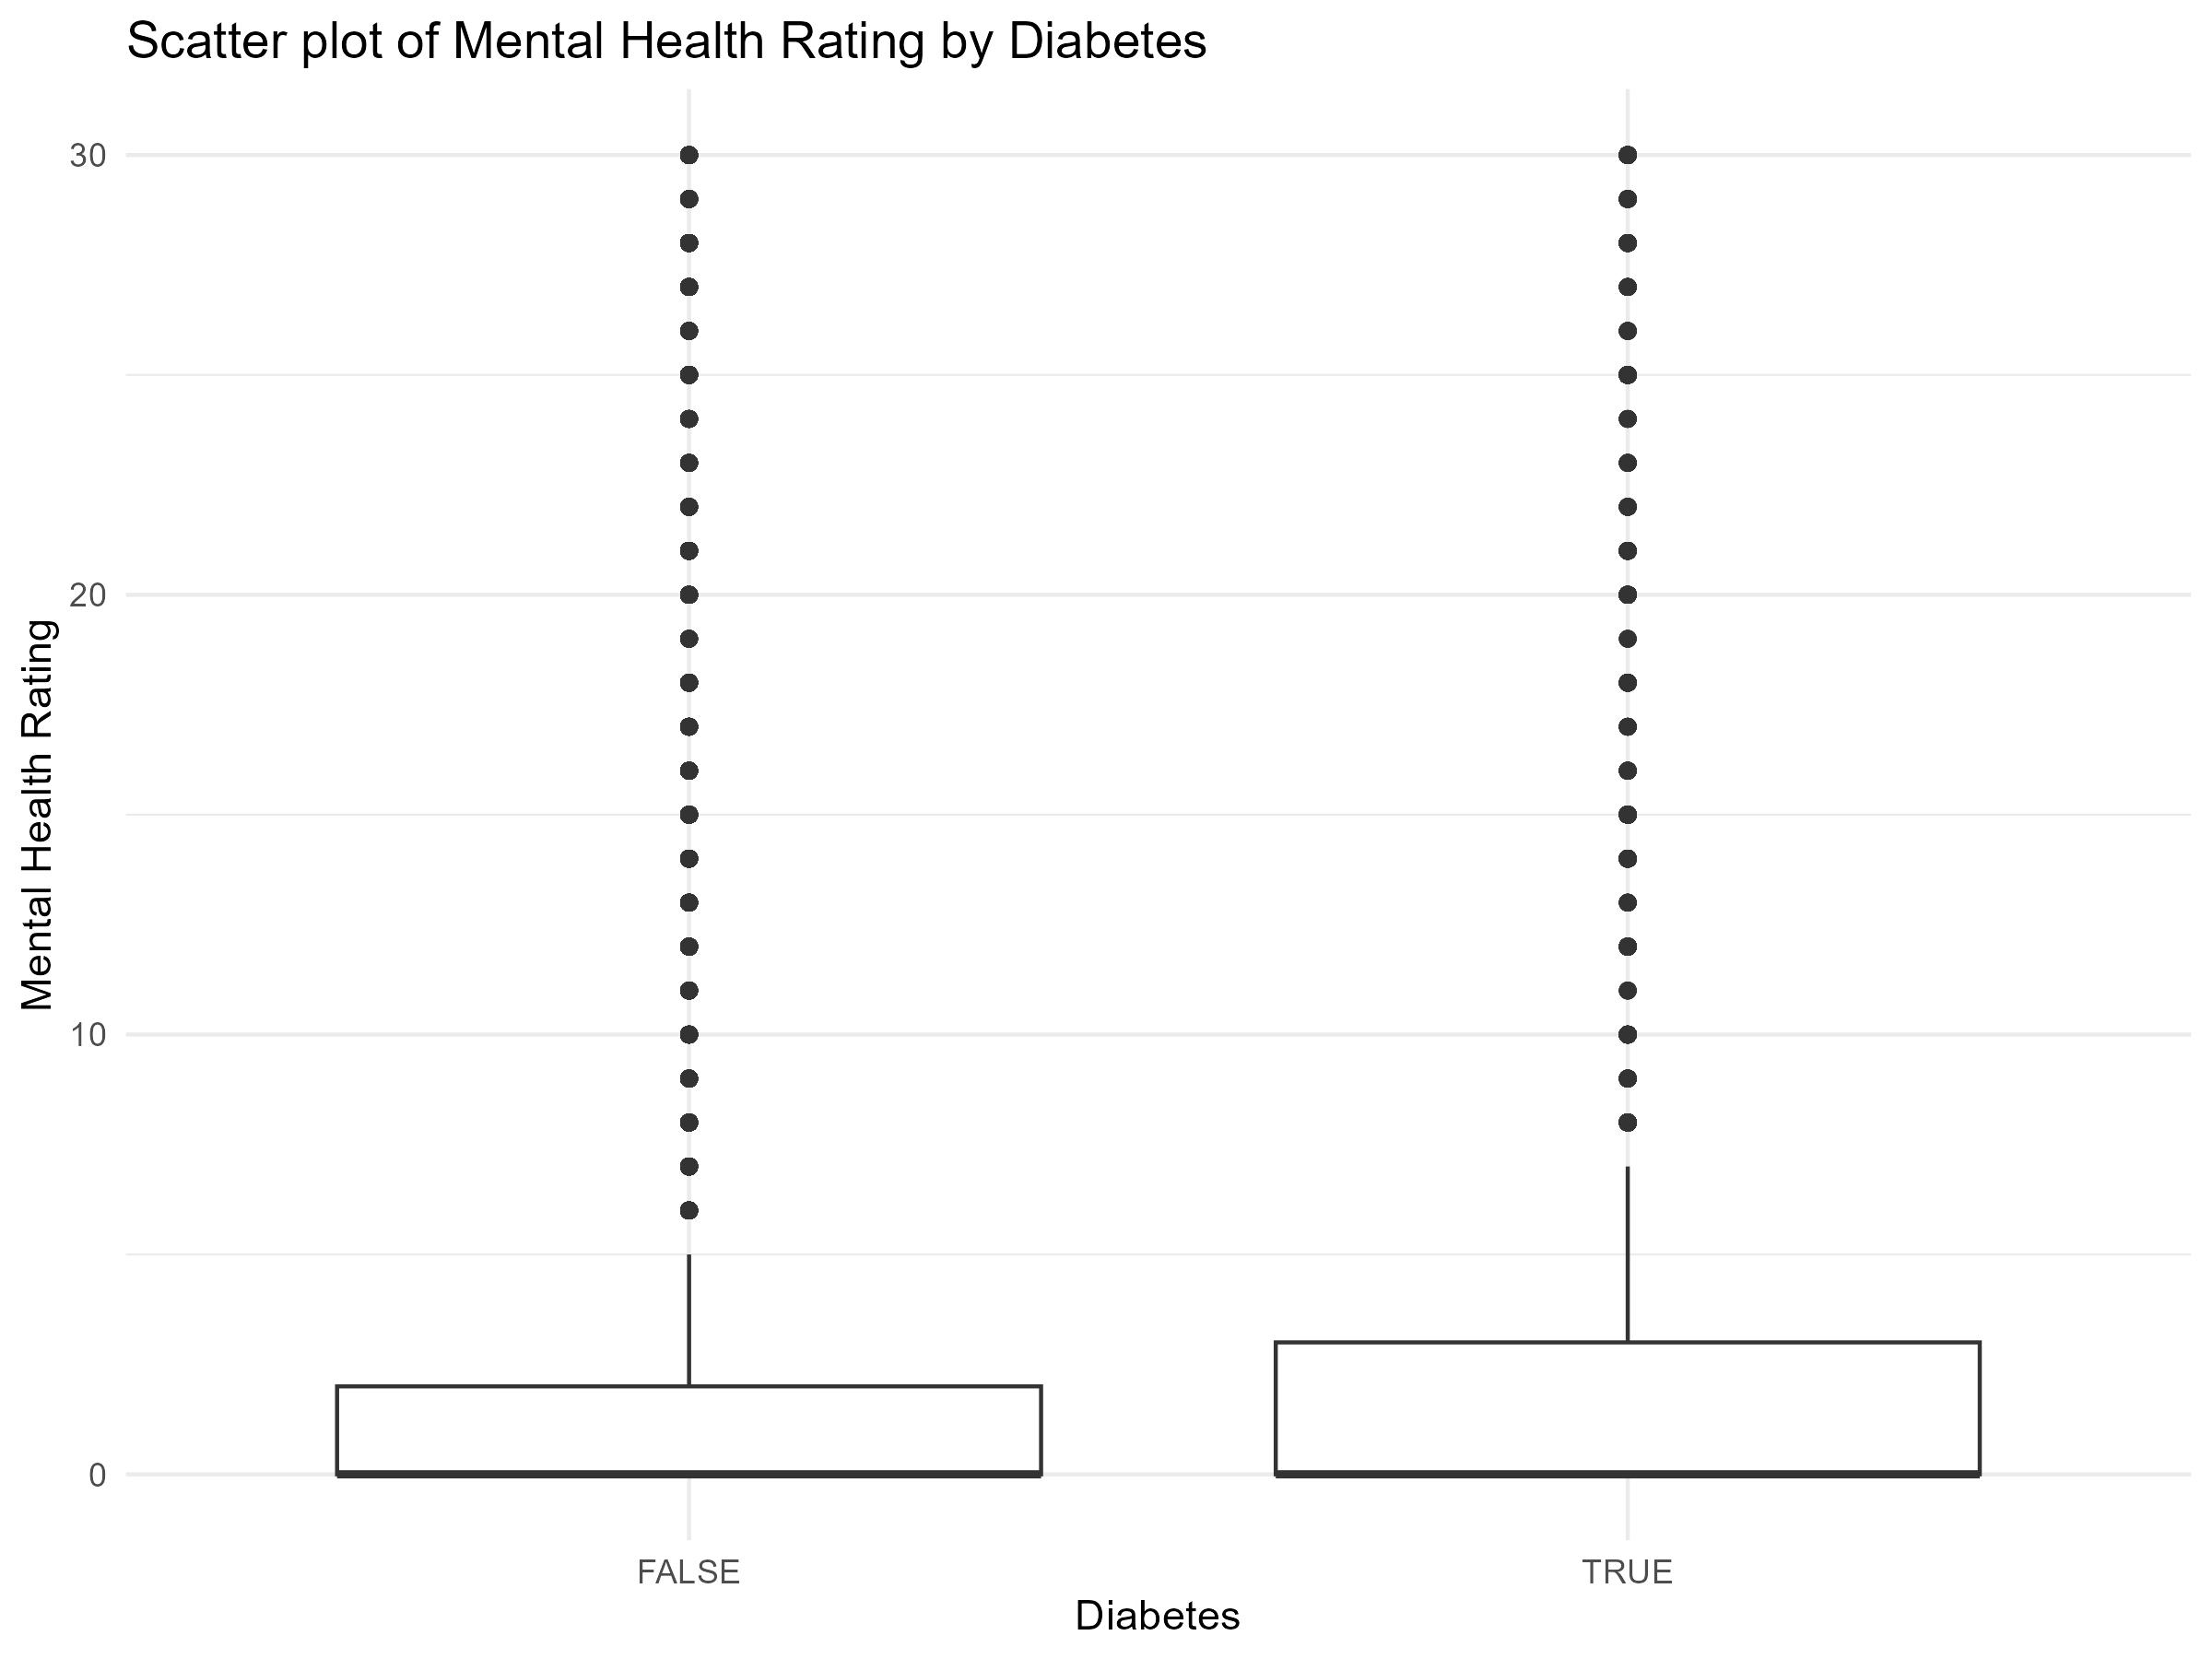 Scatter plot of Mental Health Rating by Diabetes
Mental Health Rating
30
20
10
0
FALSE
TRUE
Diabetes